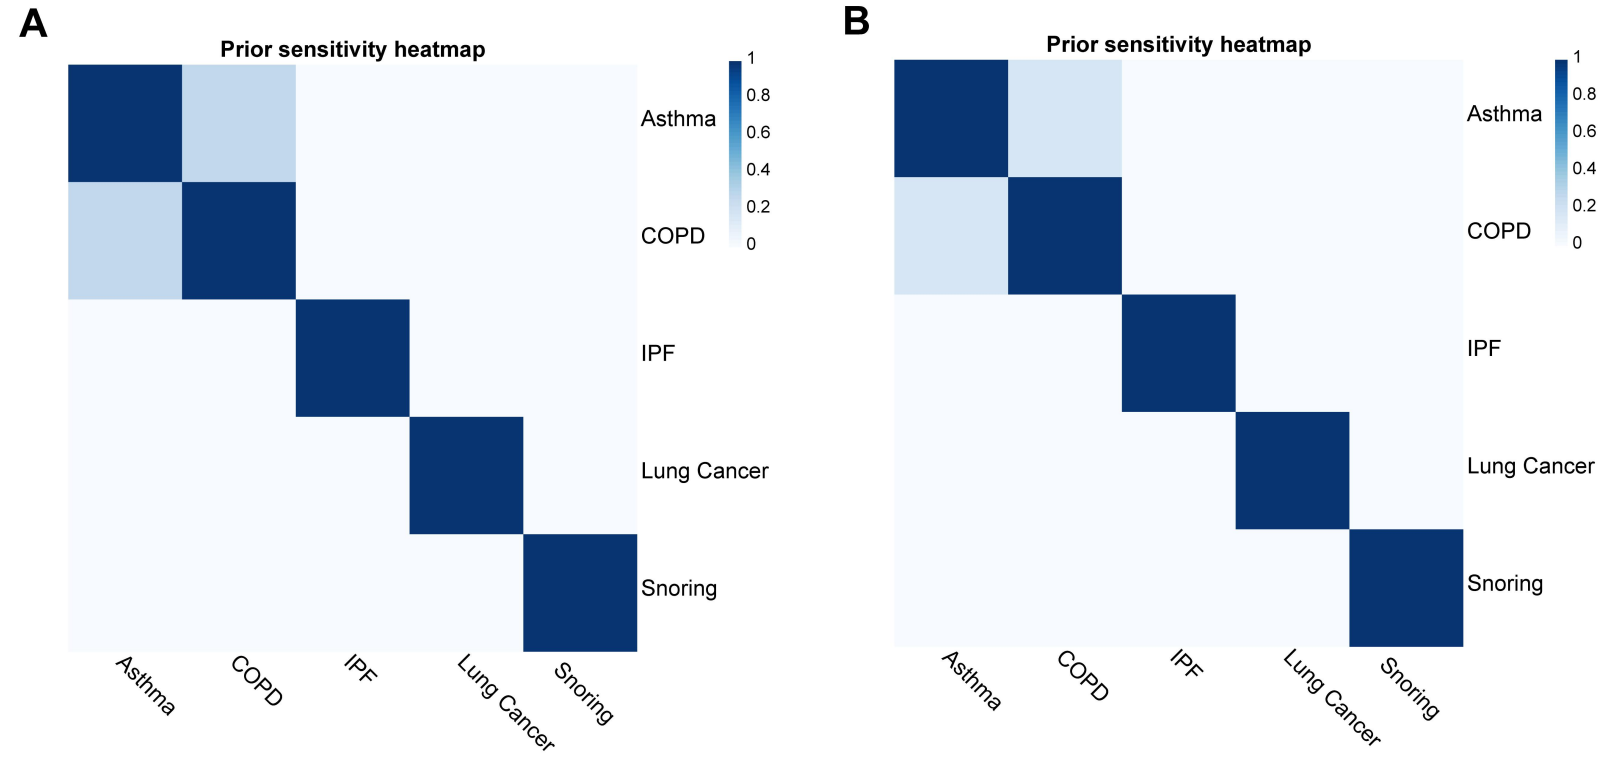 A
Prior sensitivity heatmap
1
0.8
0.6
0.4
0.2
0
Asthma
COPD
IPF
Lung Cancer
Snoring
Asthma
COPD
IPF
Lung Cancer
Snoring
B
Prior sensitivity heatmap
1
0.8
0.6
0.4
0.2
0
Asthma
COPD
IPF
Lung Cancer
Snoring
Asthma
COPD
IPF
Lung Cancer
Snoring